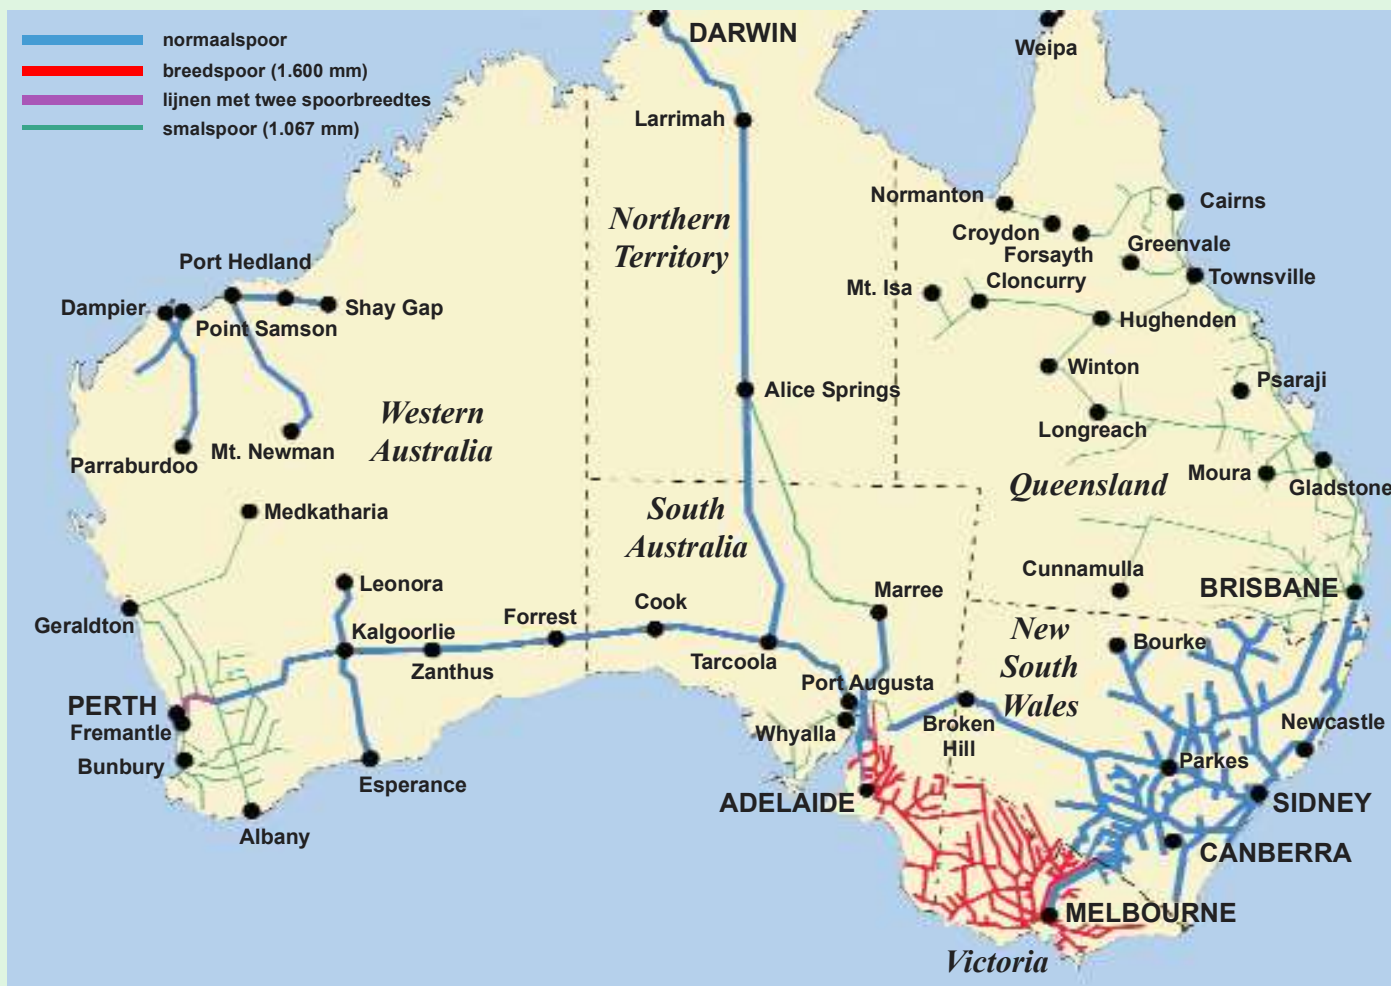 normaalspoor
breedspoor (1.600 mm)
lijnen met twee spoorbreedtes
smalspoor (1.067 mm)
DARWIN
Weipa
Larrimah
Normanton
Cairns
Croydon
Forsayth
Greenvale
Northern
Territory
Port Hedland
Mt. Isa
Cloncurry
Townsville
Dampier
Point Samson
Shay Gap
Hughenden
Winton
Psaraji
Alice Springs
Western
Australia
Longreach
Parraburdoo
Mt. Newman
Moura
Gladstone
Queensland
Medkatharia
South
Australia
Leonora
Cunnamulla
BRISBANE
Marree
Geraldton
Kalgoorlie
Zanthus
Forrest
Cook
Tarcoola
New
South
Wales
Bourke
PERTH
Fremantle
Port Augusta
Whyalla
Broken
Hill
Newcastle
Bunbury
Parkes
Esperance
ADELAIDE
SIDNEY
Albany
CANBERRA
MELBOURNE
Victoria